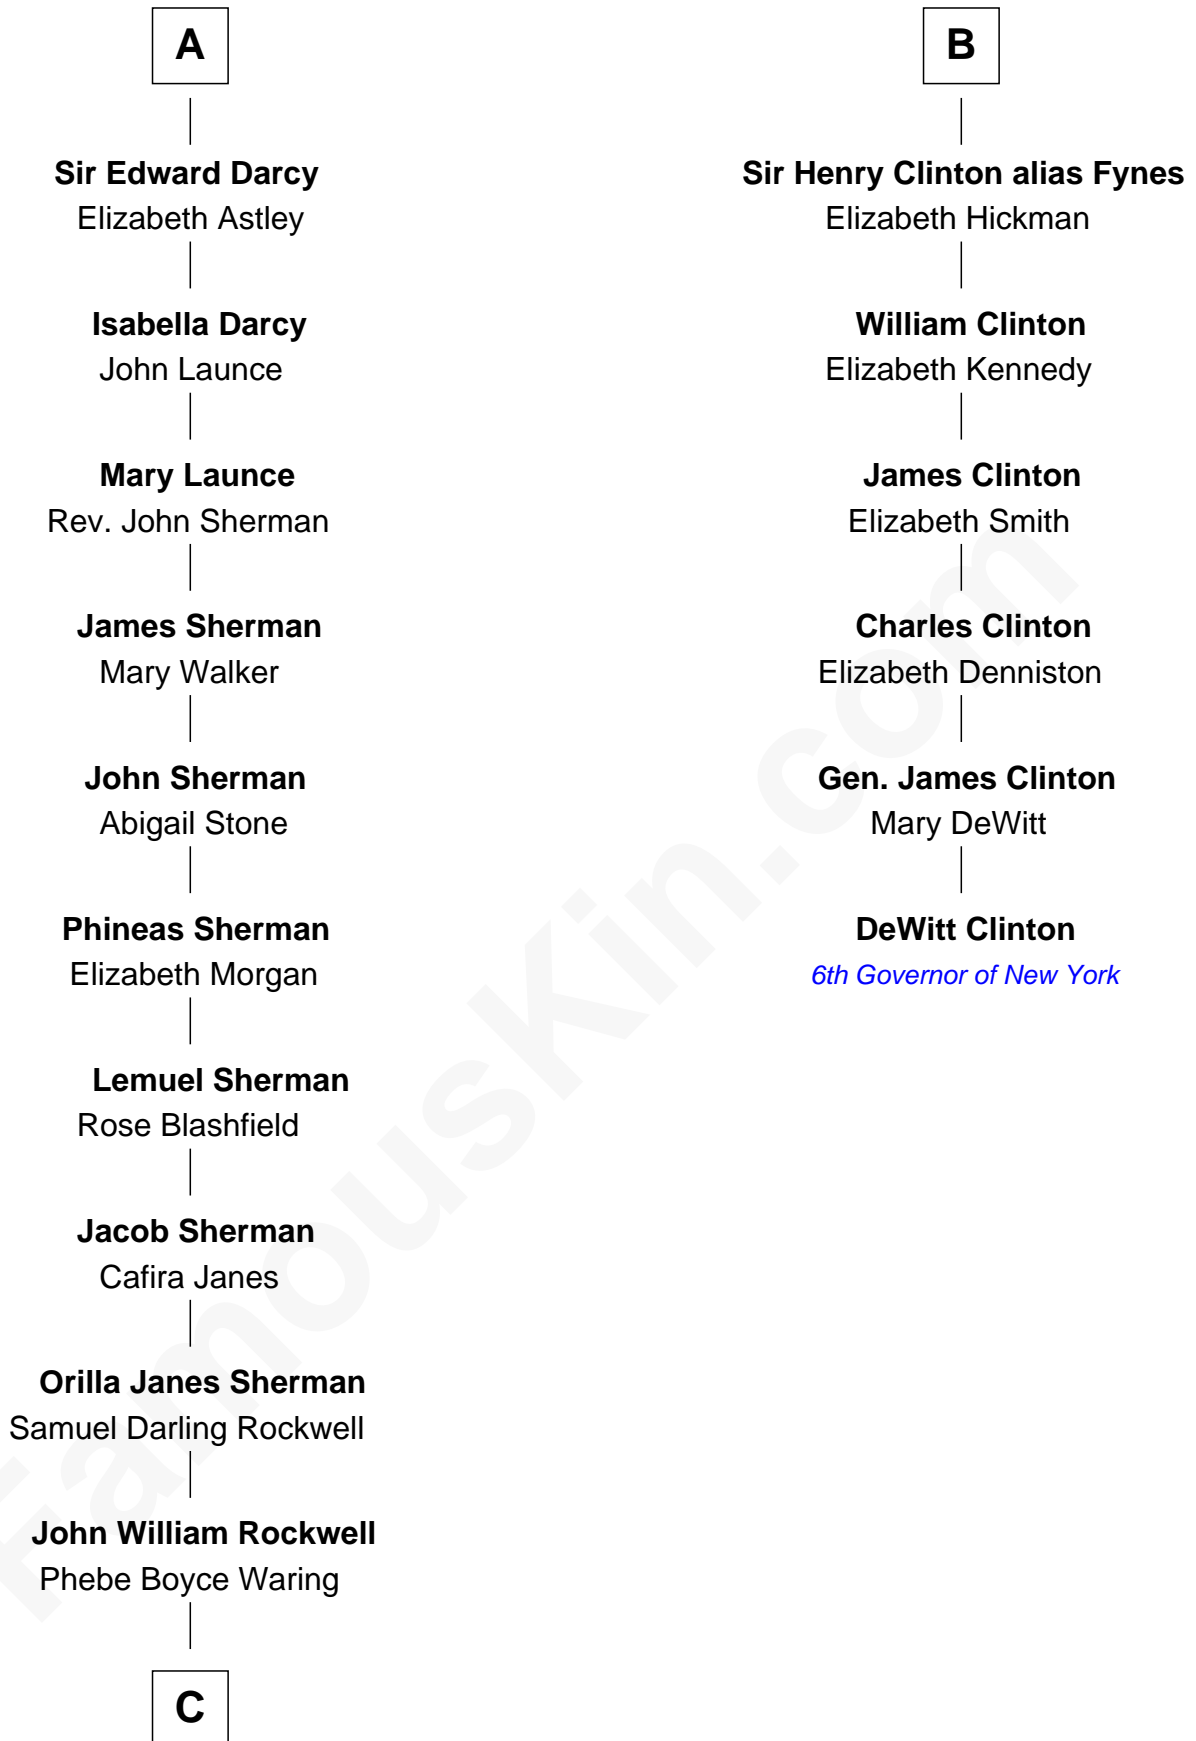 A
Sir Edward Darcy
Elizabeth Astley
Isabella Darcy
John Launce
Mary Launce
Rev. John Sherman
James Sherman
Mary Walker
John Sherman
Abigail Stone
Phineas Sherman
Elizabeth Morgan
Lemuel Sherman
Rose Blashfield
Jacob Sherman
Cafira Janes
Orilla Janes Sherman
Samuel Darling Rockwell
John William Rockwell
Phebe Boyce Waring
C
B
Sir Henry Clinton alias Fynes
Elizabeth Hickman
William Clinton
Elizabeth Kennedy
James Clinton
Elizabeth Smith
Charles Clinton
Elizabeth Denniston
Gen. James Clinton
Mary DeWitt
DeWitt Clinton
6th Governor of New York
FamousKin.com